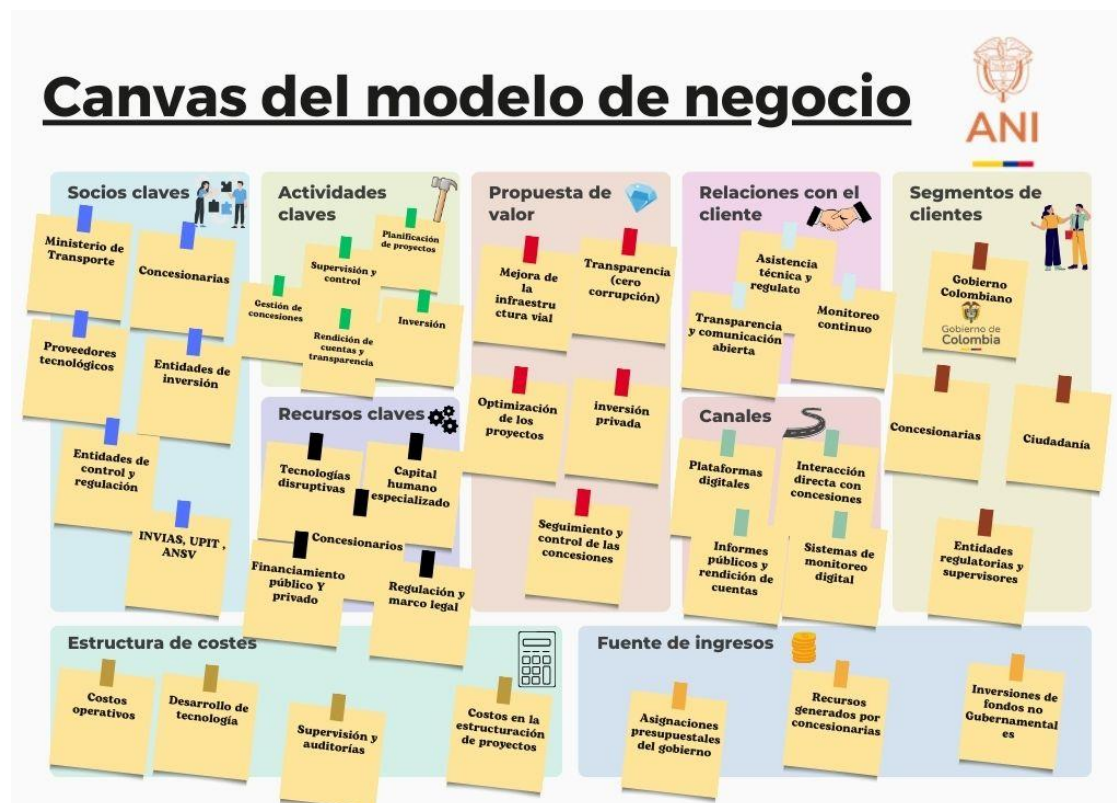 Canvas del modelo de negocio
ANI
Socios claves
Ministerio de
Transporte
Concesionarias
Proveedores
tecnológicos
Entidades de
inversión
Entidades de
control y
regulación
INVIAS, UPIT ,
ANSV
Actividades
claves
Planificación
de proyectos
Supervisión y
control
Gestión de
concesiones
Inversión
Rendición de
cuentas y
transparencia
Recursos claves
Tecnologías
disruptivas
Capital
humano
especializado
Concesionarios
Financiamiento
público Y
privado
Regulación y
marco legal
Propuesta de
valor
Mejora de
la
infraestru
ctura vial
Transparencia
(cero
corrupción)
Optimización
de los
proyectos
inversión
privada
Seguimiento y
control de las
concesiones
Relaciones con el
cliente
Asistencia
técnica y
regulato
Transparencia
y comunicación
abierta
Monitoreo
continuo
Canales
Plataformas
digitales
Interacción
directa con
concesiones
Informes
públicos y
rendición de
cuentas
Sistemas de
monitoreo
digital
Segmentos de
clientes
Gobierno
Colombiano
Gobierno de
Colombia
Concesionarias
Ciudadanía
Entidades
regulatorias y
supervisores
Estructura de costes
Costos
operativos
Desarrollo de
tecnología
Supervisión y
auditorías
Costos en la
estructuración
de proyectos
Fuente de ingresos
Asignaciones
presupuestales
del gobierno
Recursos
generados por
concesionarias
Inversiones de
fondos no
Gubernamental
es